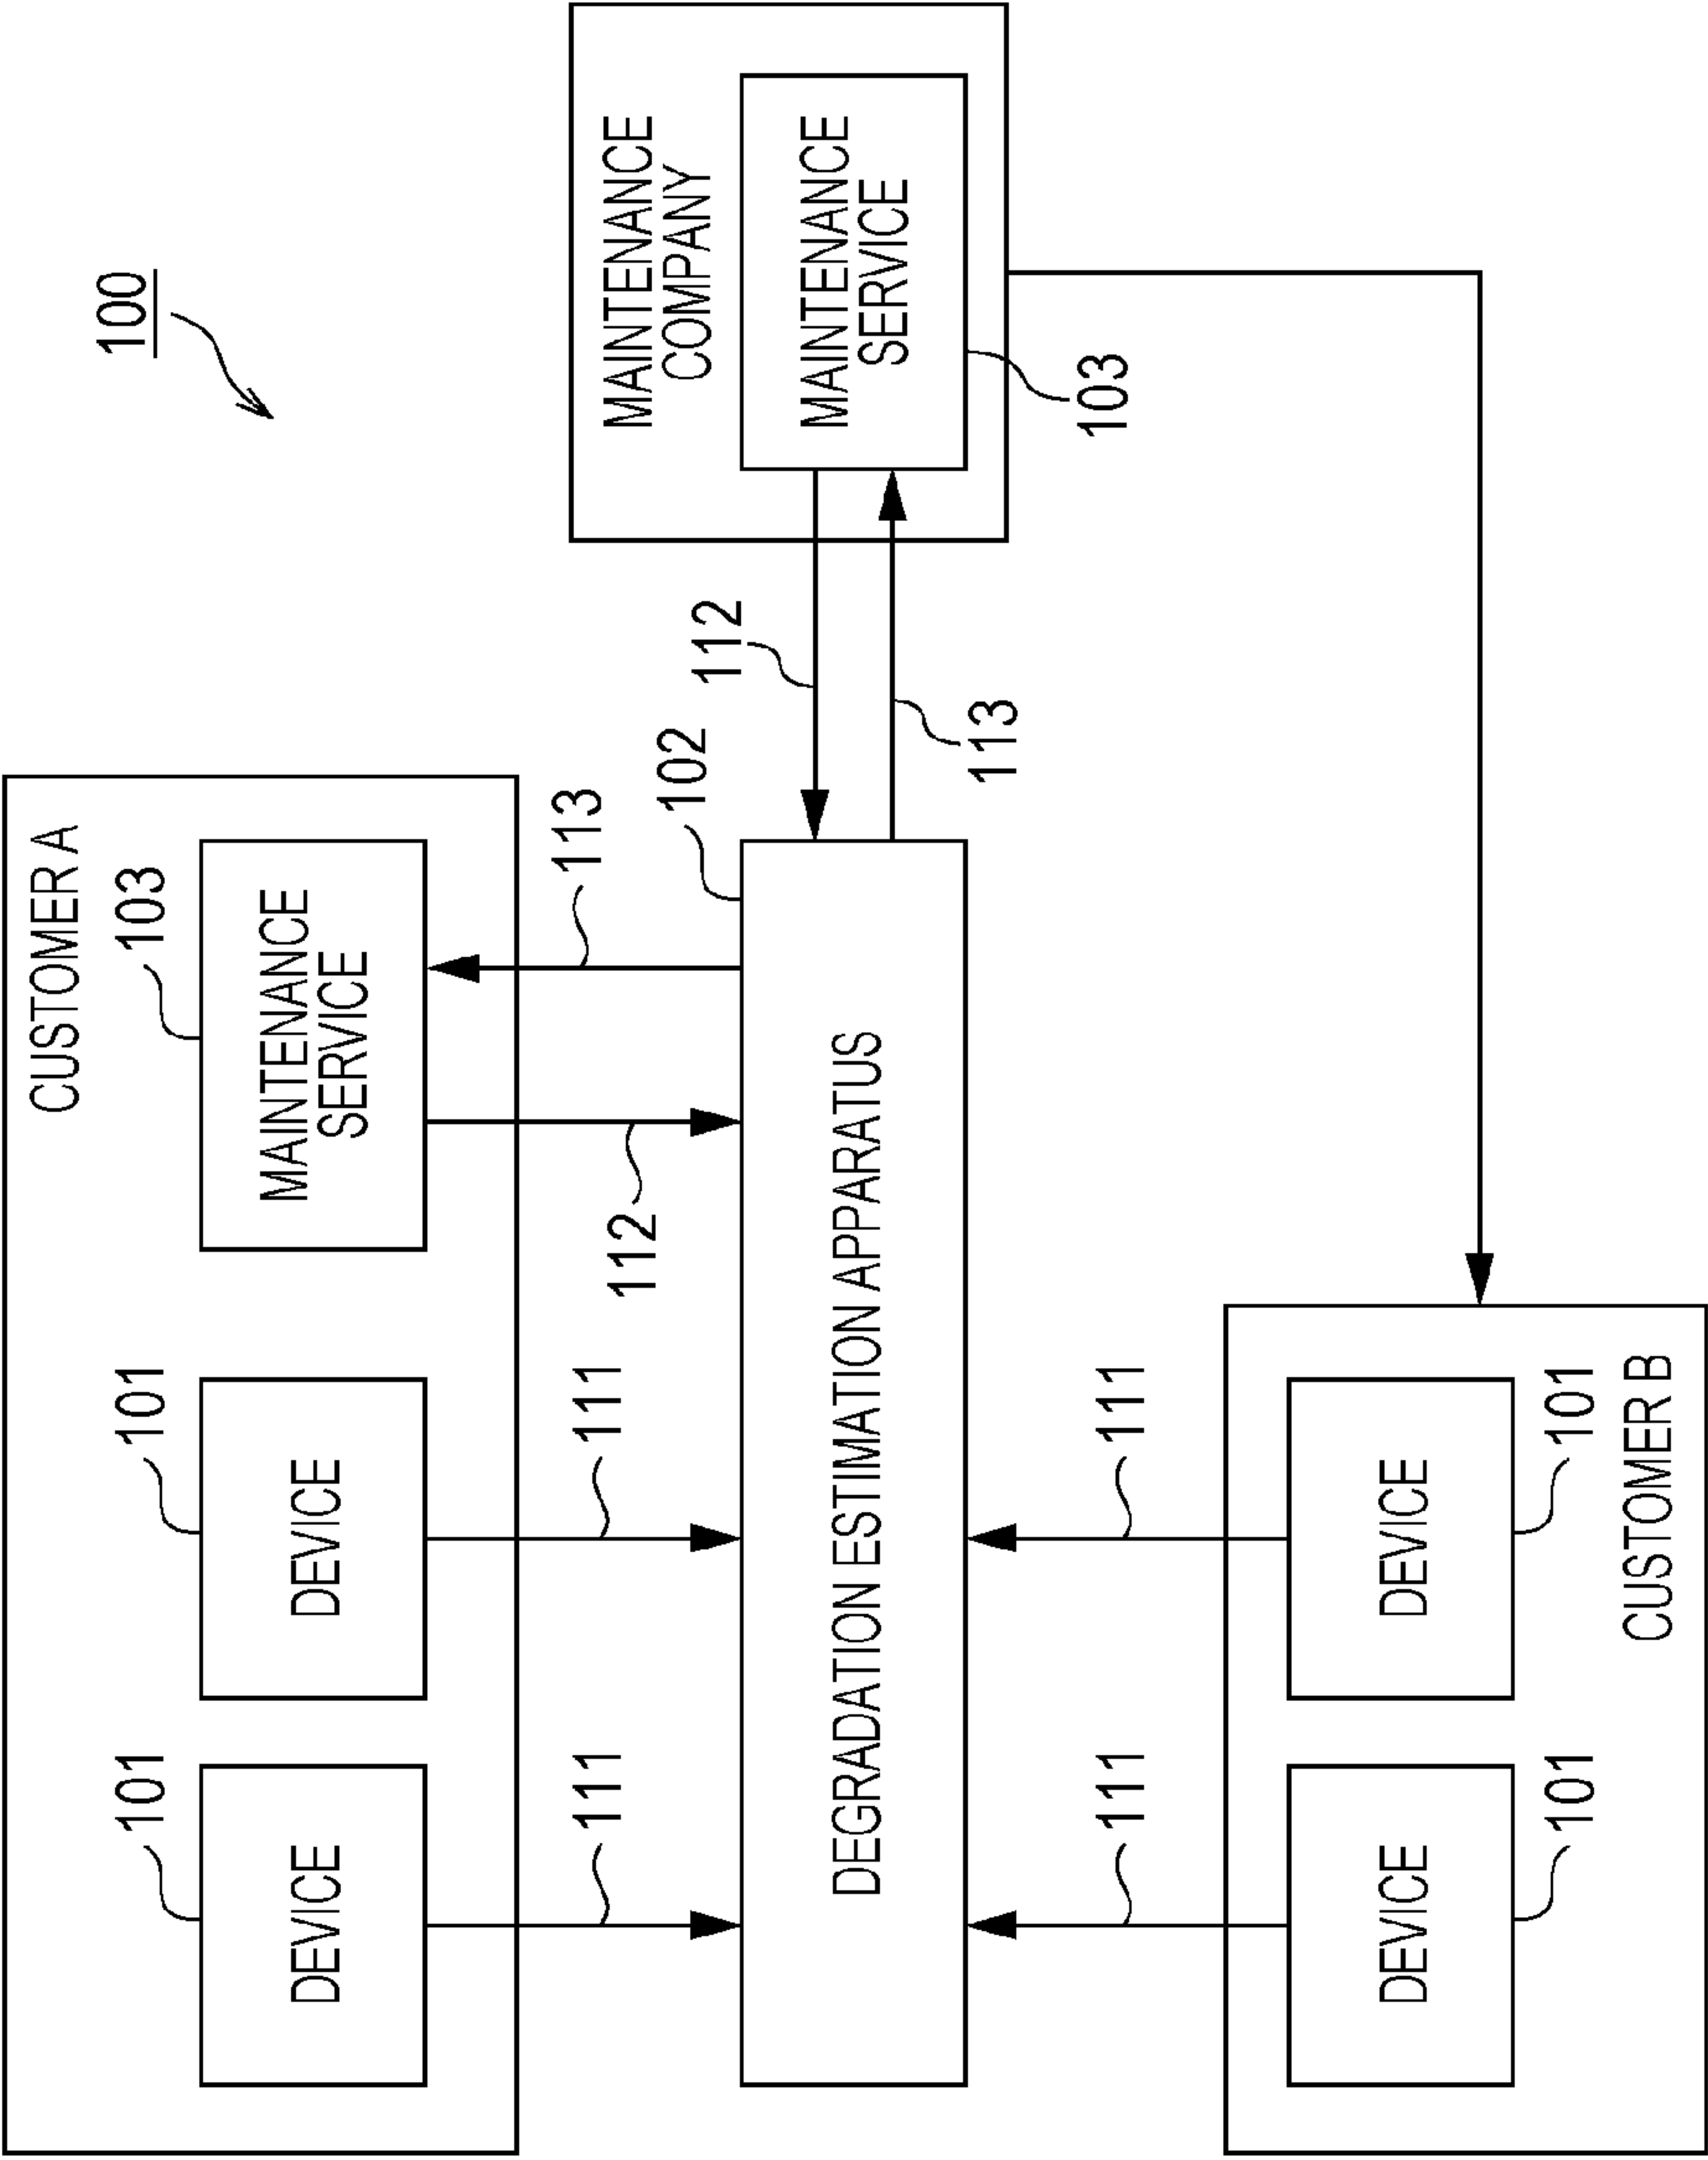 100
CUSTOMER A
101
101
103
DEVICE
DEVICE
MAINTENANCE
SERVICE
111
111
112
113
102
DEGRADATION ESTIMATION APPARATUS
112
113
MAINTENANCE
COMPANY
MAINTENANCE
SERVICE
103
111
111
DEVICE
DEVICE
101
101
CUSTOMER B